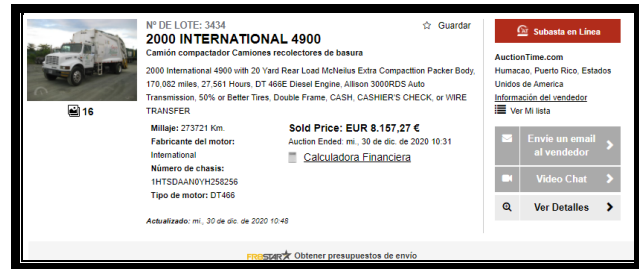 Nº DE LOTE: 3434
☆ Guardar
2000 INTERNATIONAL 4900
Camión compactador Camiones recolectores de basura
2000 International 4900 with 20 Yard Rear Load McNeilus Extra Compacttion Packer Body,
170,082 miles, 27,561 Hours, DT 466E Diesel Engine, Allison 3000RDS Auto
Transmission, 50% or Better Tires, Double Frame, CASH, CASHIER'S CHECK, or WIRE
TRANSFER
16
Millaje: 273721 Km.
Fabricante del motor:
International
Número de chasis:
1HTSDAAN0YH258256
Tipo de motor: DT466
Sold Price: EUR 8.157,27 €
Auction Ended: mi., 30 de dic. de 2020 10:31
Calculadora Financiera
Actualizado: mi., 30 de dic. de 2020 10:48
Subasta en Línea
AuctionTime.com
Humacao, Puerto Rico, Estados
Unidos de America
Información del vendedor
Ver Mi lista
Envíe un email
al vendedor
Video Chat
Ver Detalles
FR8STAR Obtener presupuestos de envío